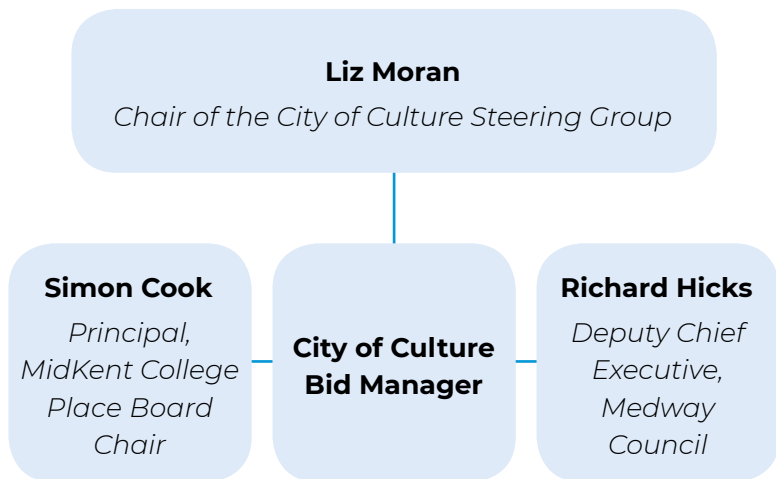 Liz Moran
Chair of the City of Culture Steering Group
Simon Cook
Principal,
MidKent College
Place Board
Chair
City of Culture
Bid Manager
Richard Hicks
Deputy Chief
Executive,
Medway
Council